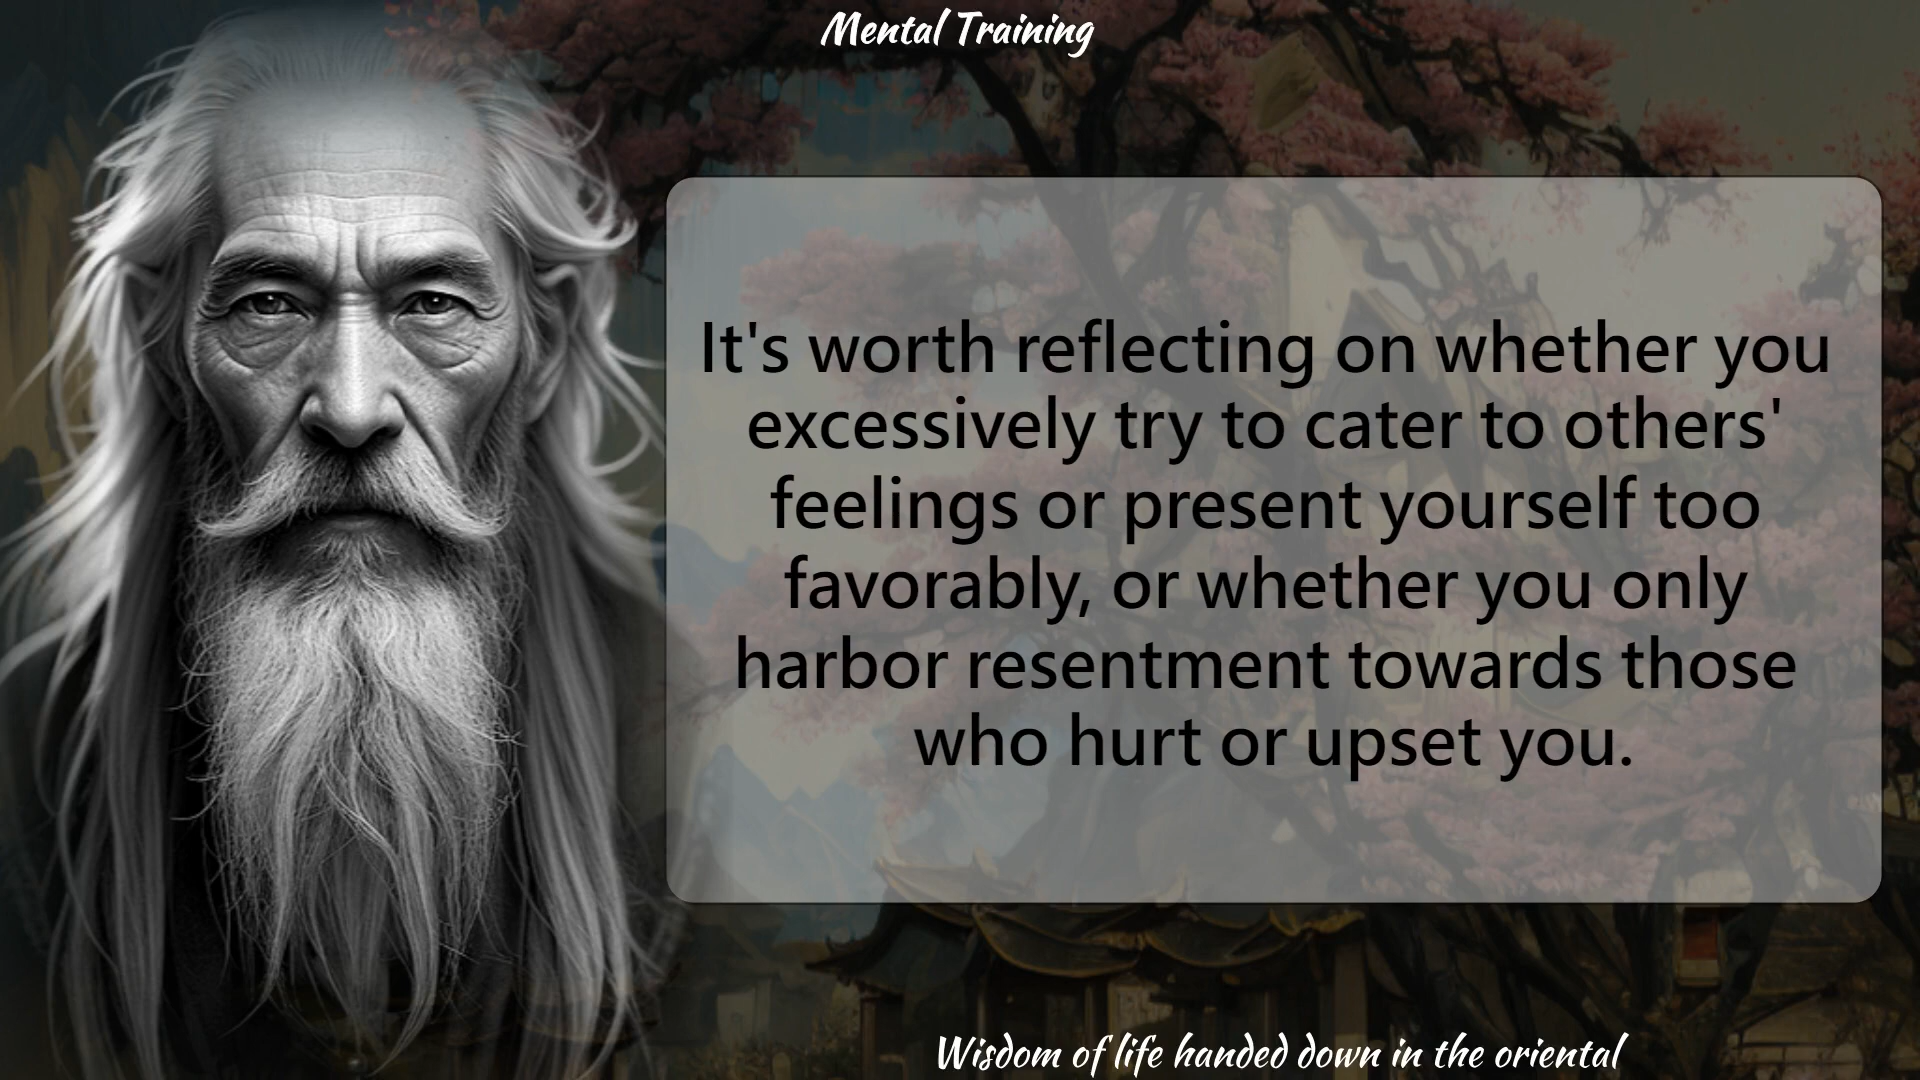 Mental Training
It's worth reflecting on whether you
excessively try to cater to others'
feelings or present yourself too
favorably, or whether you only
harbor resentment towards those
who hurt or upset you.
Wisdom of life handed down in the oriental